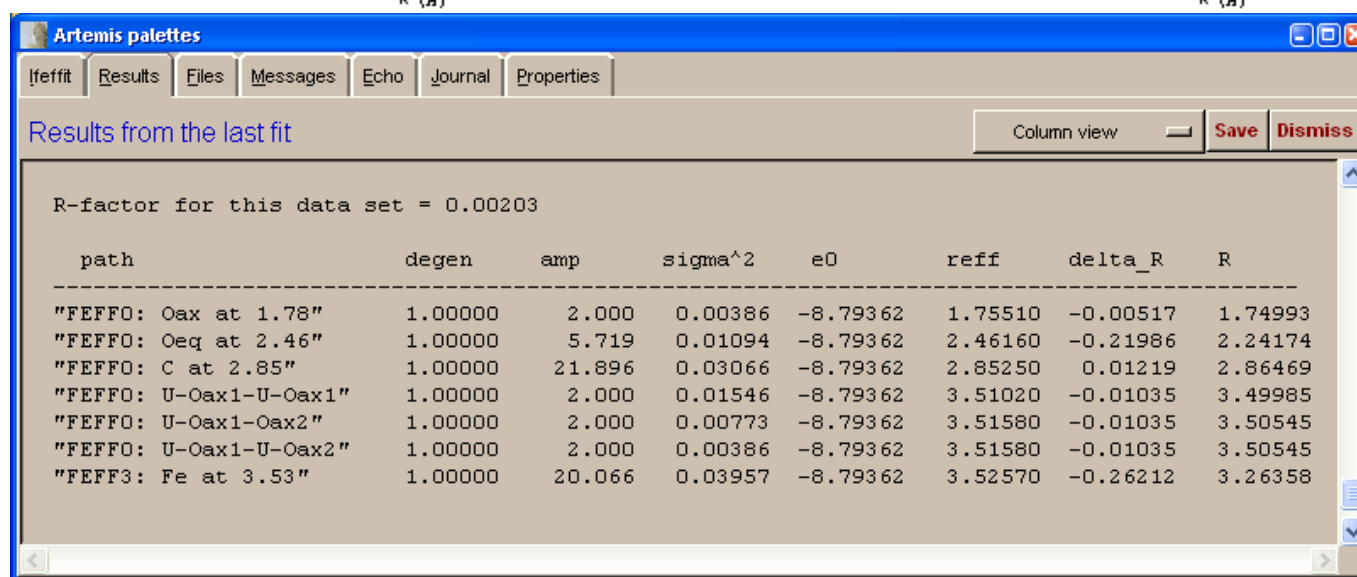 R (Å) R (Å)
Artemis palettes
Ifeffit Results Files Messages Echo Journal Properties
Results from the last fit Column view Save Dismiss
R-factor for this data set = 0.00203
path degen amp sigma^2 e0 reff delta_R R
"FEFF0: Oax at 1.78" 1.00000 2.000 0.00386 -8.79362 1.75510 -0.00517 1.74993
"FEFF0: Oeq at 2.46" 1.00000 5.719 0.01094 -8.79362 2.46160 -0.21986 2.24174
"FEFF0: C at 2.85" 1.00000 21.896 0.03066 -8.79362 2.85250 0.01219 2.86469
"FEFF0: U-Oax1-U-Oax1" 1.00000 2.000 0.01546 -8.79362 3.51020 -0.01035 3.49985
"FEFF0: U-Oax1-Oax2" 1.00000 2.000 0.00773 -8.79362 3.51580 -0.01035 3.50545
"FEFF0: U-Oax1-U-Oax2" 1.00000 2.000 0.00386 -8.79362 3.51580 -0.01035 3.50545
"FEFF3: Fe at 3.53" 1.00000 20.066 0.03957 -8.79362 3.52570 -0.26212 3.26358